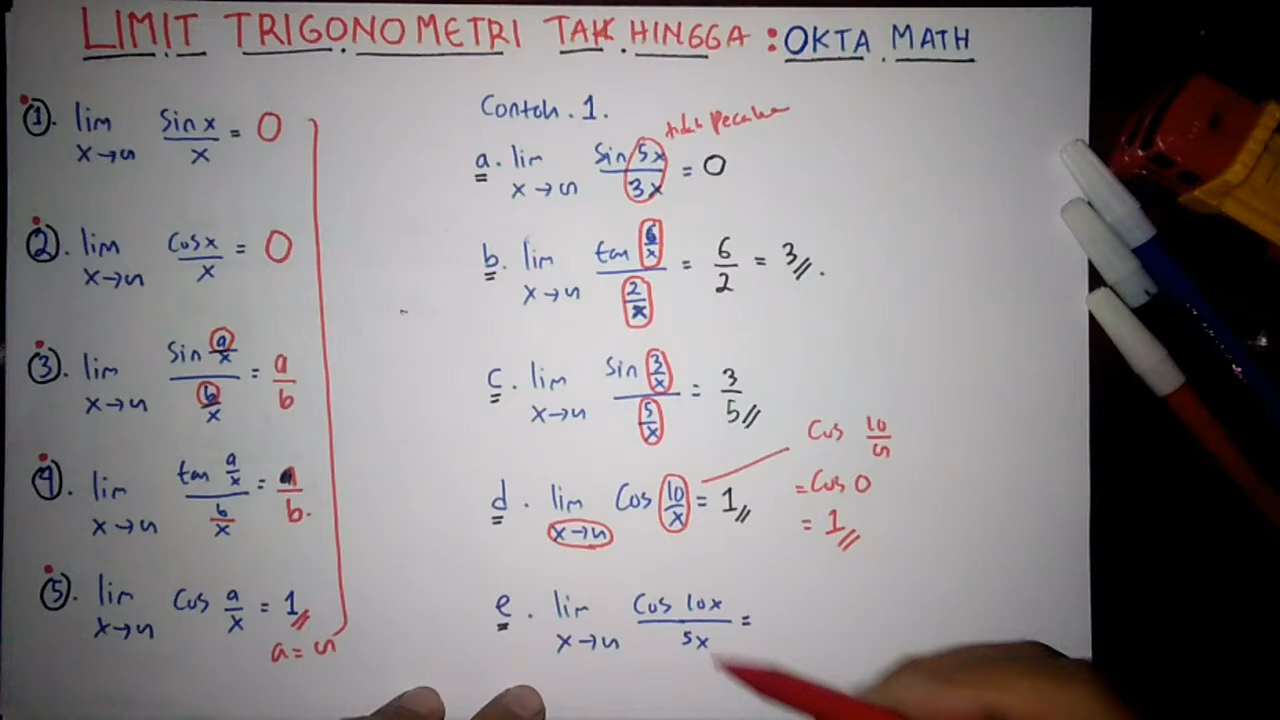 LIMIT TRIGONOMETRI TAK HINGGA : OKTA MATH
①. lim x→∞ sin x / x = 0
②. lim x→∞ cos x / x = 0
③. lim x→∞ sin a/x / b/x = a/b
④. lim x→∞ tan a/x / b/x = a/b.
⑤. lim x→∞ cos a/x = 1//
a = ∞
Contoh . 1.
a. lim x→∞ sin 5x / 3x = 0
b. lim x→∞ tan 6/x / 2/x = 6/2 = 3//.
c. lim x→∞ sin 3/x / 5/x = 3/5//
d. lim x→∞ cos 10/x = 1//
cos 10/∞
= cos 0
= 1//
e. lim x→∞ cos 10x / 5x =